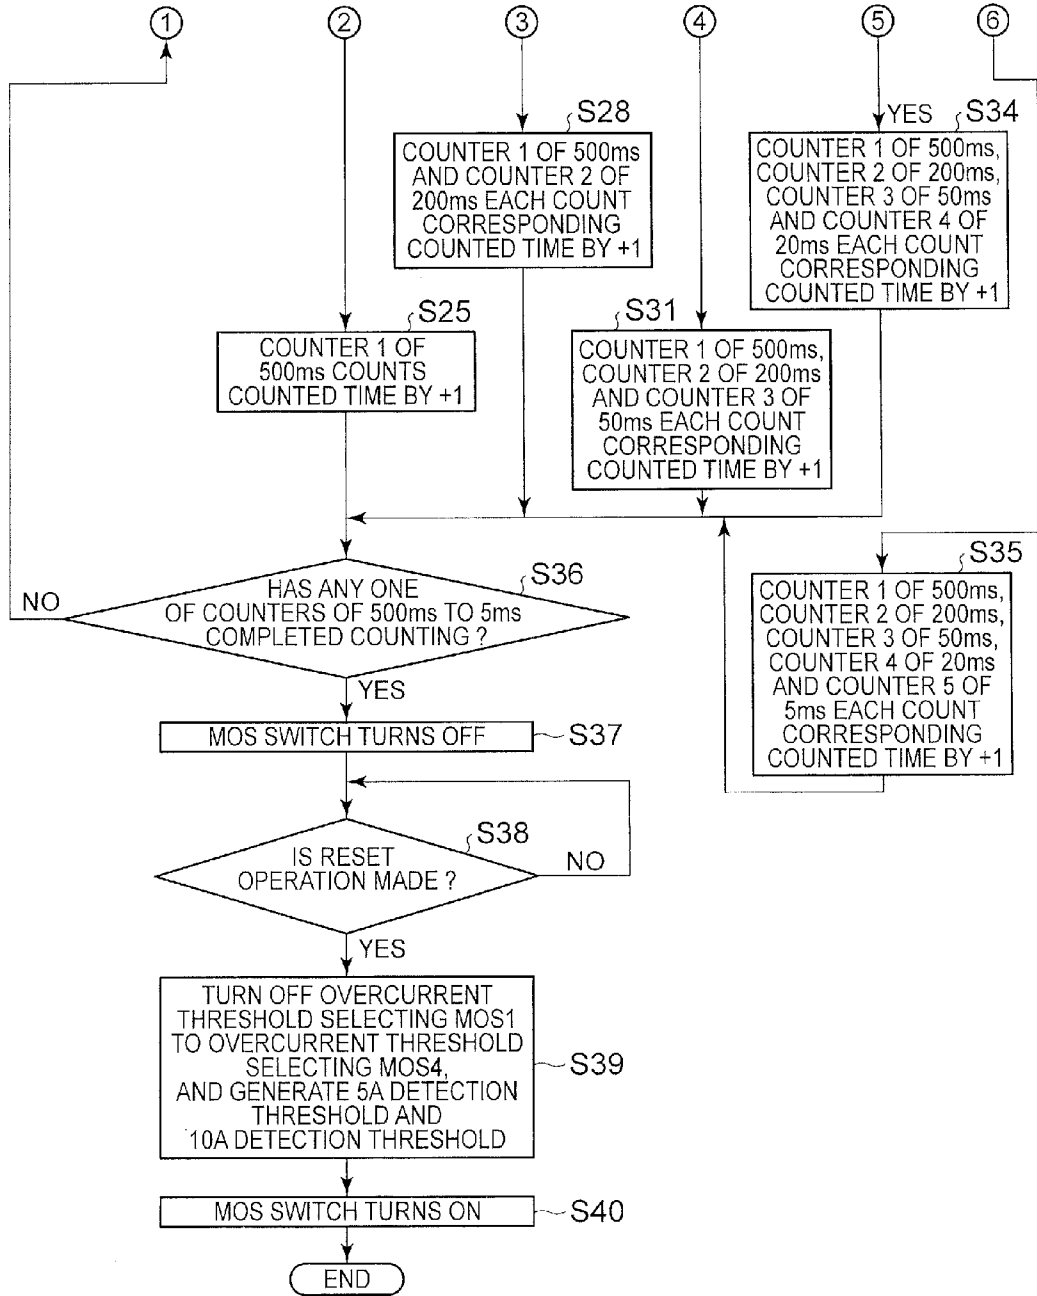 1
2
3
4
5
6
S28
COUNTER 1 OF 500ms
AND COUNTER 2 OF
200ms EACH COUNT
CORRESPONDING
COUNTED TIME BY +1
YES
S34
COUNTER 1 OF 500ms,
COUNTER 2 OF 200ms,
COUNTER 3 OF 50ms
AND COUNTER 4 OF
20ms EACH COUNT
CORRESPONDING
COUNTED TIME BY +1
S25
COUNTER 1 OF
500ms COUNTS
COUNTED TIME BY +1
S31
COUNTER 1 OF 500ms,
COUNTER 2 OF 200ms
AND COUNTER 3 OF
50ms EACH COUNT
CORRESPONDING
COUNTED TIME BY +1
S36
HAS ANY ONE
OF COUNTERS OF 500ms TO 5ms
COMPLETED COUNTING ?
NO
YES
S35
COUNTER 1 OF 500ms,
COUNTER 2 OF 200ms,
COUNTER 3 OF 50ms,
COUNTER 4 OF 20ms
AND COUNTER 5 OF
5ms EACH COUNT
CORRESPONDING
COUNTED TIME BY +1
MOS SWITCH TURNS OFF
S37
S38
IS RESET
OPERATION MADE ?
NO
YES
TURN OFF OVERCURRENT
THRESHOLD SELECTING MOS1
TO OVERCURRENT THRESHOLD
SELECTING MOS4,
AND GENERATE 5A DETECTION
THRESHOLD AND
10A DETECTION THRESHOLD
S39
MOS SWITCH TURNS ON
S40
END